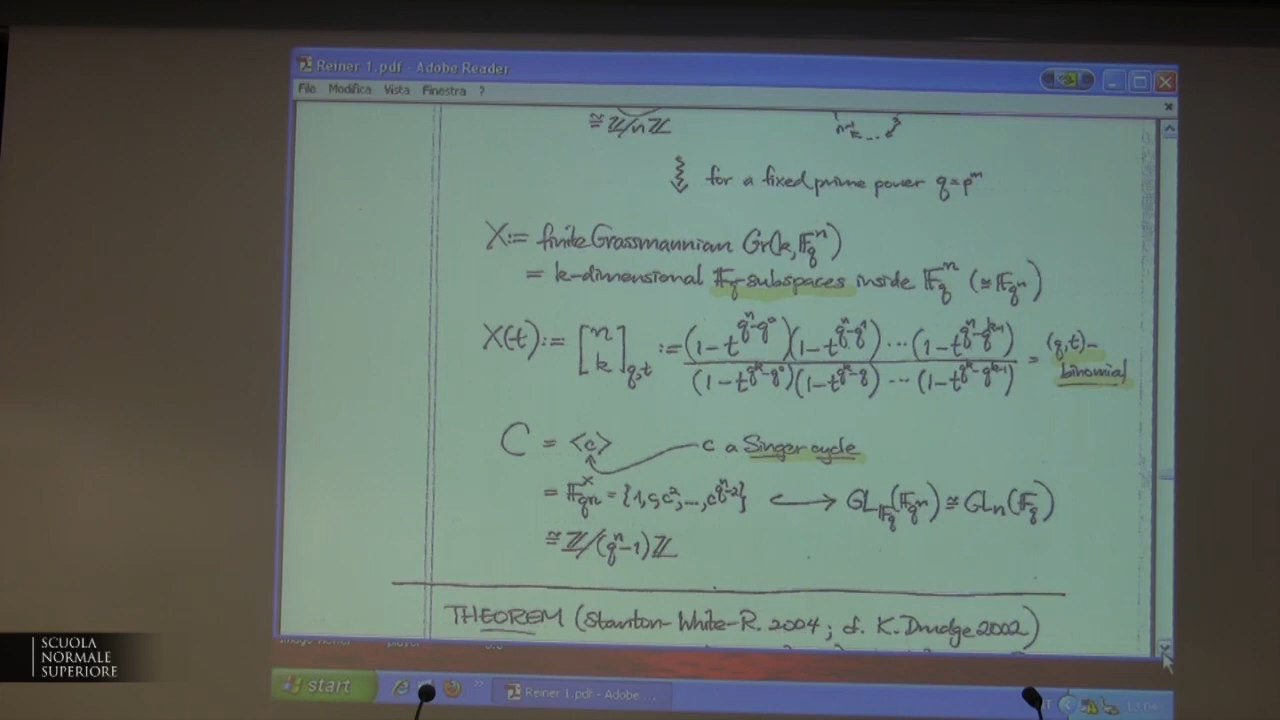 Reiner 1.pdf - Adobe Reader
File Modifica Vista Finestra ?
≅ ℤ/nℤ
for a fixed prime power q=p^m
X:= finite Grassmannian Gr(k, 𝔽_q^n)
= k-dimensional 𝔽_q-subspaces inside 𝔽_q^n (≅ 𝔽_{q^n})
X(t):= [n k]_{q,t} := (1-t^{q^n-q^0})(1-t^{q^n-q^1})⋯(1-t^{q^n-q^{k-1}}) / (1-t^{q^k-q^0})(1-t^{q^k-q})⋯(1-t^{q^k-q^{k-1}}) = (q,t)-binomial
C = <c> c a Singer cycle
= 𝔽_{q^n}^× = {1,c,c^2,...,c^{q^n-2}} ↪ GL_{𝔽_q}(𝔽_{q^n}) ≅ GL_n(𝔽_q)
≅ ℤ/(q^n-1)ℤ
THEOREM (Stanton-White-R. 2004; cf. K. Drudge 2002)
start
Reiner 1.pdf - Adobe ...
SCUOLA
NORMALE
SUPERIORE